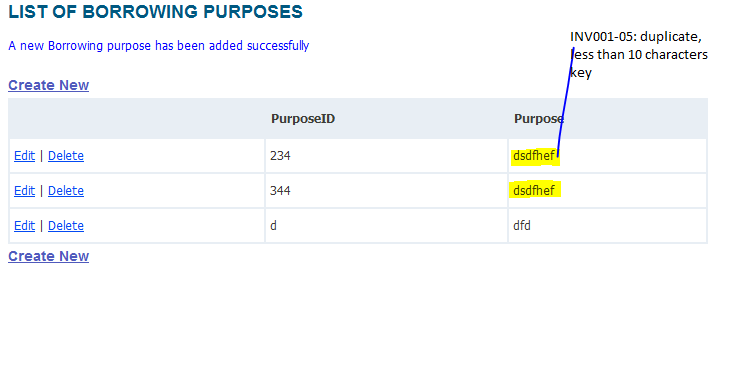 LIST OF BORROWING PURPOSES
A new Borrowing purpose has been added successfully
INV001-05: duplicate,
less than 10 characters
key
Create New
PurposeID Purpose
Edit | Delete 234 dsdfhef
Edit | Delete 344 dsdfhef
Edit | Delete d dfd
Create New